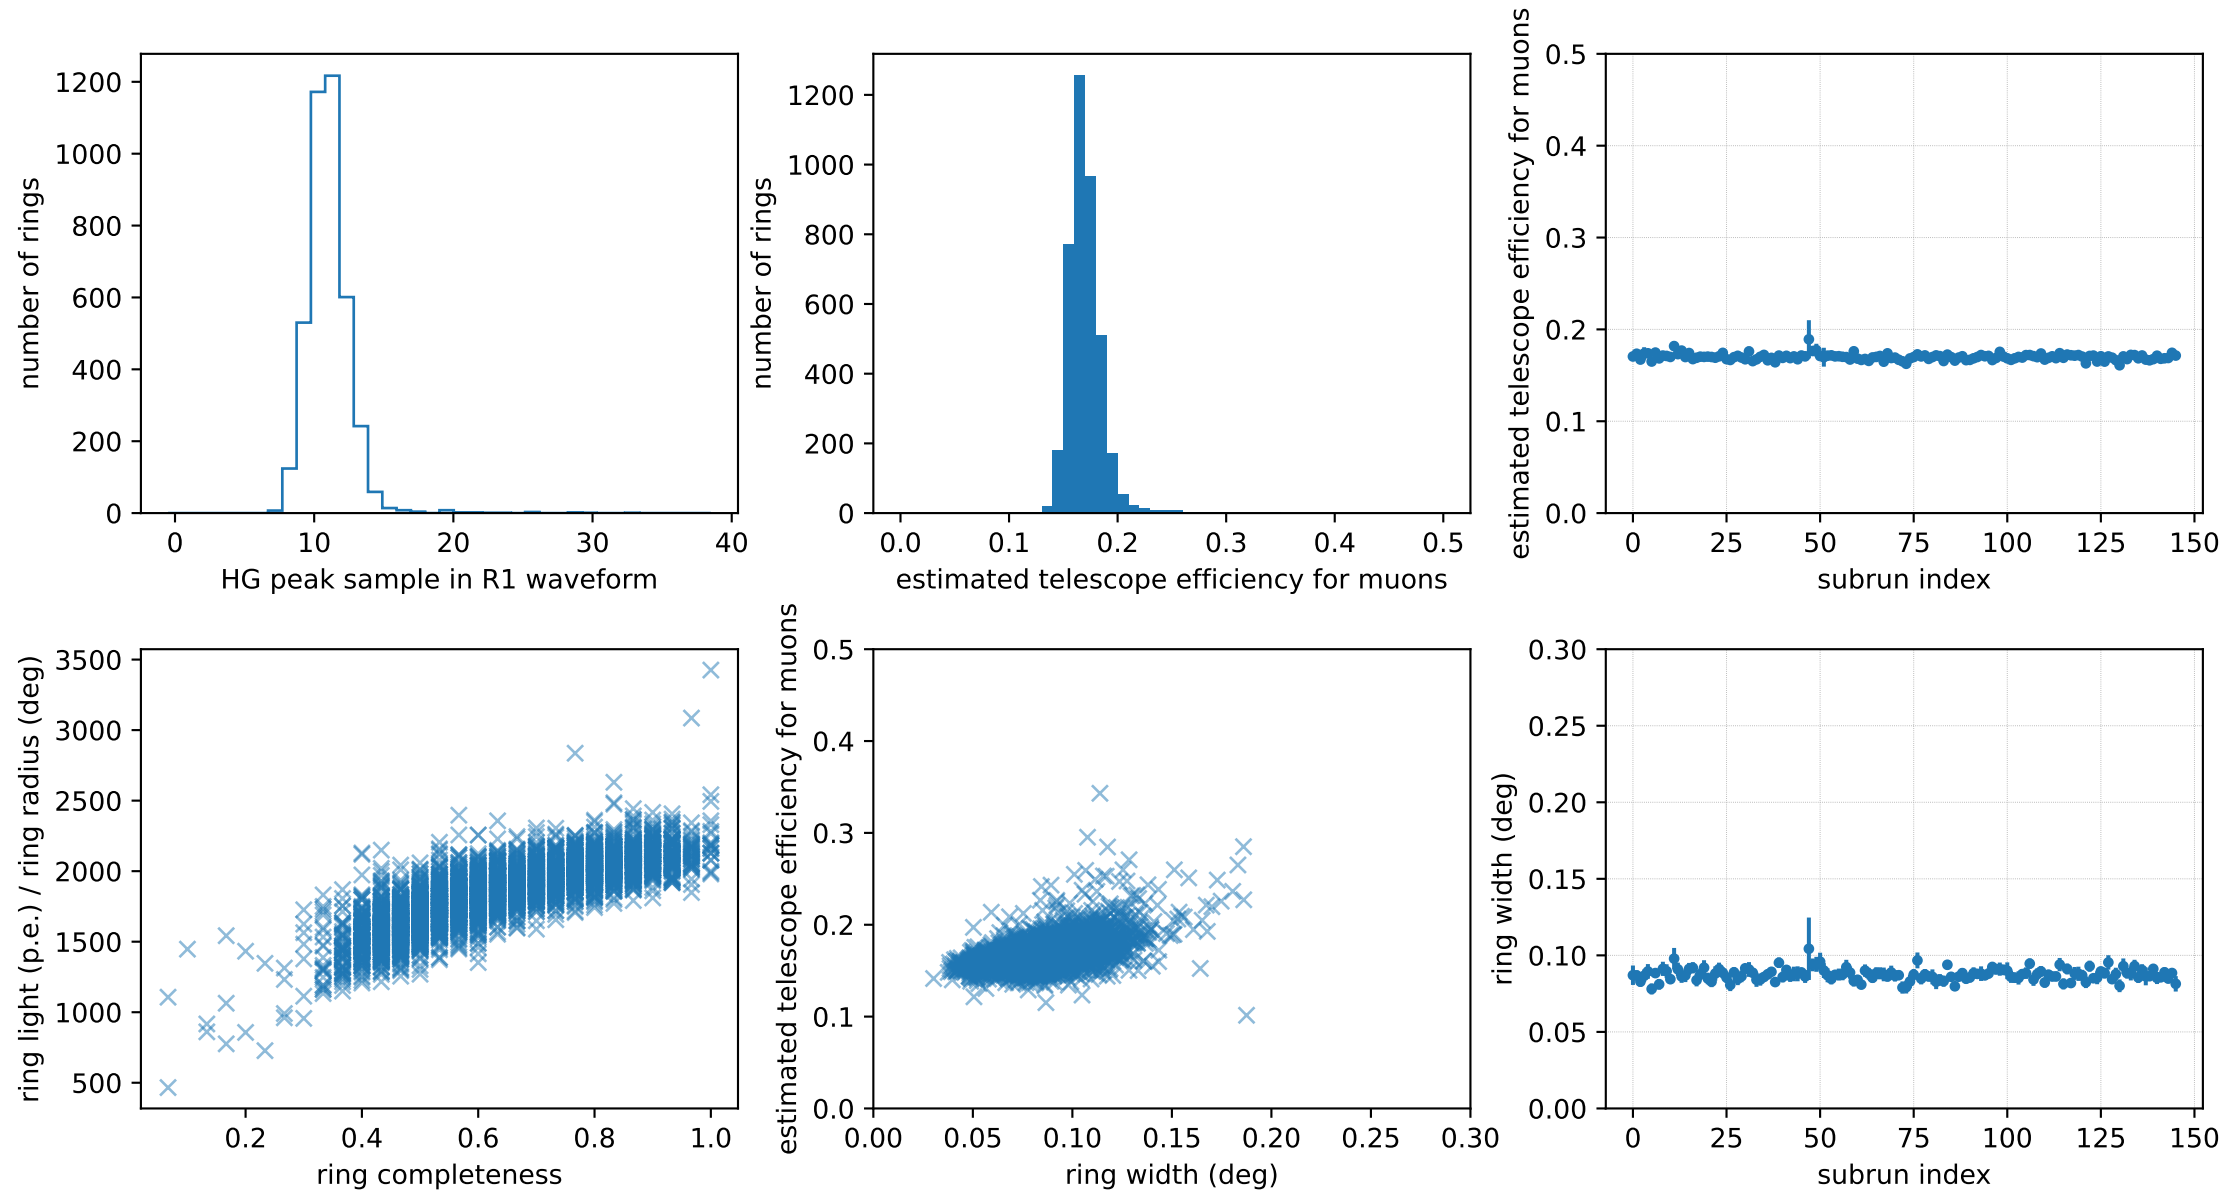 1200
1000
800
600
400
200
0
number of rings
0 10 20 30 40
HG peak sample in R1 waveform
1200
1000
800
600
400
200
0
number of rings
0.0 0.1 0.2 0.3 0.4 0.5
estimated telescope efficiency for muons
0.5
0.4
0.3
0.2
0.1
0.0
estimated telescope efficiency for muons
0 25 50 75 100 125 150
subrun index
3500
3000
2500
2000
1500
1000
500
ring light (p.e.) / ring radius (deg)
0.2 0.4 0.6 0.8 1.0
ring completeness
0.5
0.4
0.3
0.2
0.1
0.0
estimated telescope efficiency for muons
0.00 0.05 0.10 0.15 0.20 0.25 0.30
ring width (deg)
0.30
0.25
0.20
0.15
0.10
0.05
0.00
ring width (deg)
0 25 50 75 100 125 150
subrun index